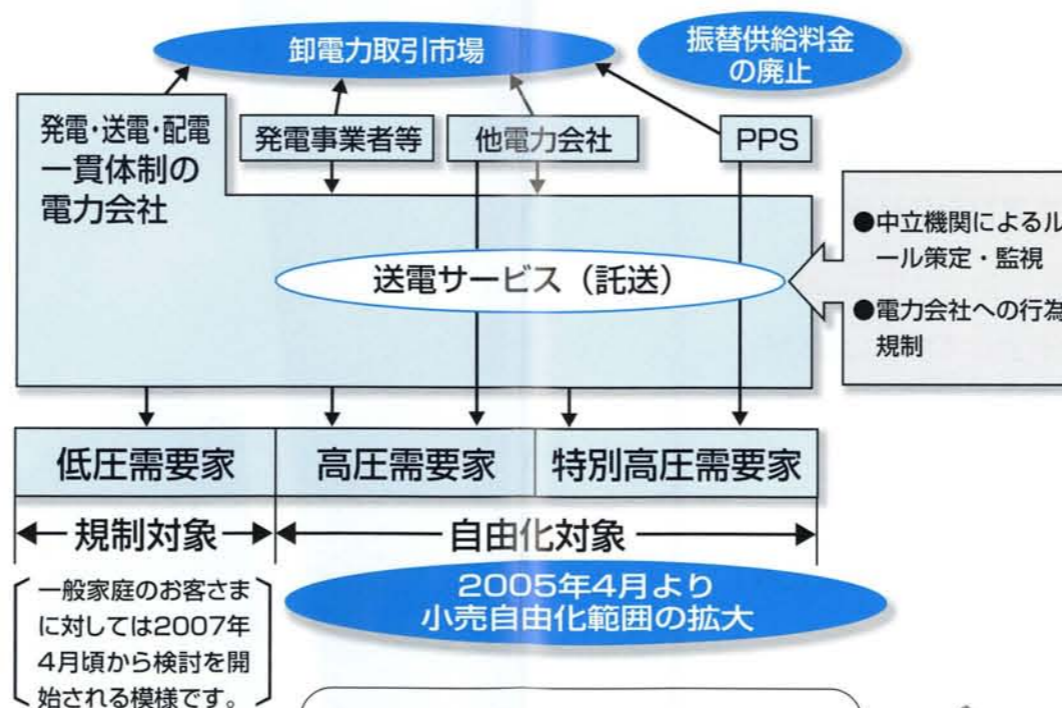 卸電力取引市場
振替供給料金
の廃止
発電・送電・配電
一貫体制の
電力会社
発電事業者等
他電力会社
PPS
送電サービス（託送）
●中立機関によるル
ール策定・監視
●電力会社への行為
規制
低圧需要家
高圧需要家
特別高圧需要家
規制対象
自由化対象
一般家庭のお客さま
に対しては2007年
4月頃から検討を開
始される模様です。
2005年4月より
小売自由化範囲の拡大